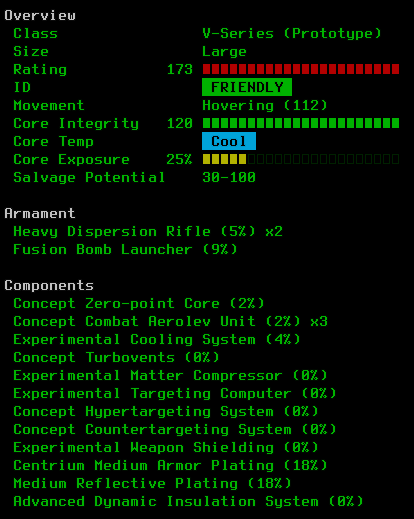 Overview
Class V-Series (Prototype)
Size Large
Rating 173
ID FRIENDLY
Movement Hovering (112)
Core Integrity 120
Core Temp Cool
Core Exposure 25%
Salvage Potential 30-100
Armament
Heavy Dispersion Rifle (5%) x2
Fusion Bomb Launcher (9%)
Components
Concept Zero-point Core (2%)
Concept Combat Aerolev Unit (2%) x3
Experimental Cooling System (4%)
Concept Turbovents (0%)
Experimental Matter Compressor (0%)
Experimental Targeting Computer (0%)
Concept Hypertargeting System (0%)
Concept Countertargeting System (0%)
Experimental Weapon Shielding (0%)
Centrium Medium Armor Plating (18%)
Medium Reflective Plating (18%)
Advanced Dynamic Insulation System (0%)